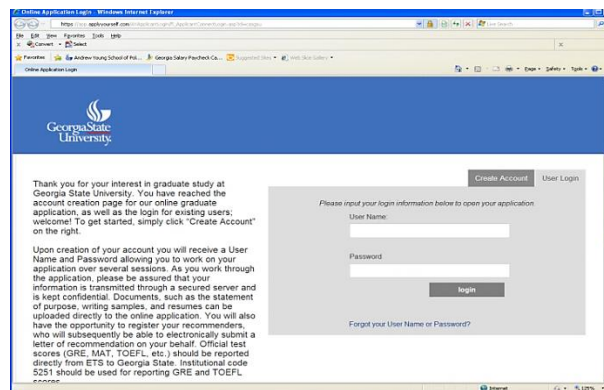 Online Application Login - Windows Internet Explorer
File Edit View Favorites Tools Help
x Convert Select
Favorites Andrew Young School of Pol... Georgia Salary Paycheck Ca...
Online Application Login
Page Safety Tools
GeorgiaState
University
Create Account User Login
Thank you for your interest in graduate study at
Georgia State University. You have reached the
account creation page for our online graduate
application, as well as the login for existing users;
welcome! To get started, simply click "Create Account"
on the right.
Upon creation of your account you will receive a User
Name and Password allowing you to work on your
application over several sessions. As you work through
the application, please be assured that your
information is transmitted through a secured server and
is kept confidential. Documents, such as the statement
of purpose, writing samples, and resumes can be
uploaded directly to the online application. You will also
have the opportunity to register your recommenders,
who will subsequently be able to electronically submit a
letter of recommendation on your behalf. Official test
scores (GRE, MAT, TOEFL, etc.) should be reported
directly from ETS to Georgia State. Institutional code
5251 should be used for reporting GRE and TOEFL
scores
Please input your login information below to open your application.
User Name:
Password
login
Forgot your User Name or Password?
Internet 125%